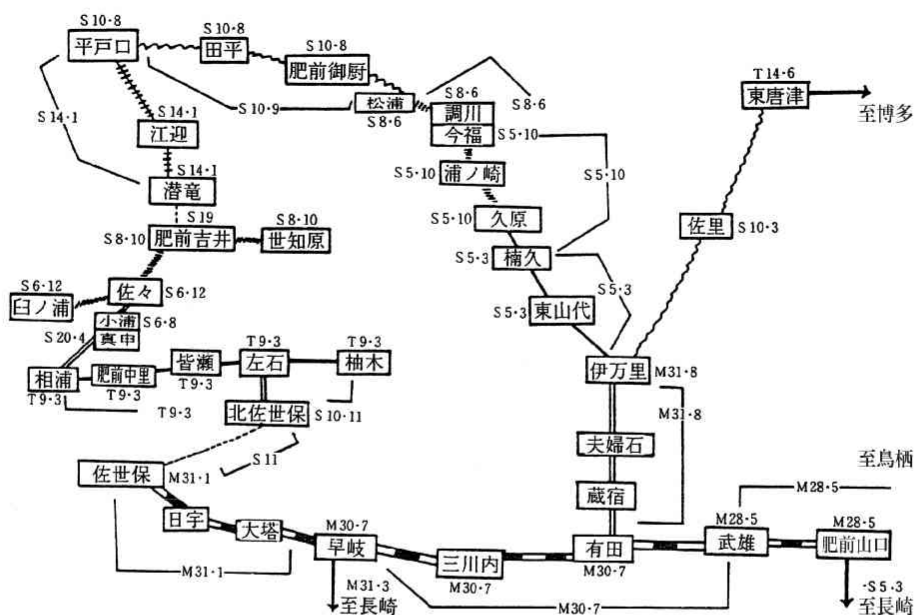 S10·8
S10·8
平戸口
田平
S10·8
肥前御厨
S8·6
T14·6
東唐津
至博多
S14·1
S14·1
江迎
S10·9
松浦
S8·6
調川
S8·6
今福
S5·10
S14·1
潜竜
S5·10
浦ノ崎
S5·10
S19
S8·10
肥前吉井
S8·10
世知原
S5·10
久原
佐里
S10·3
S5·3
楠久
S6·12
臼ノ浦
佐々
S6·12
S5·3
東山代
S5·3
小浦
S6·8
真申
S20·4
T9·3
T9·3
相浦
T9·3
肥前中里
T9·3
皆瀬
T9·3
左石
柚木
伊万里
M31·8
T9·3
北佐世保
S10·11
M31·8
夫婦石
S11
佐世保
M31·1
蔵宿
至鳥栖
M28·5
日宇
大塔
M30·7
早岐
三川内
M30·7
有田
M30·7
M28·5
武雄
M28·5
肥前山口
M31·1
M31·3
至長崎
M30·7
·S5·3
至長崎